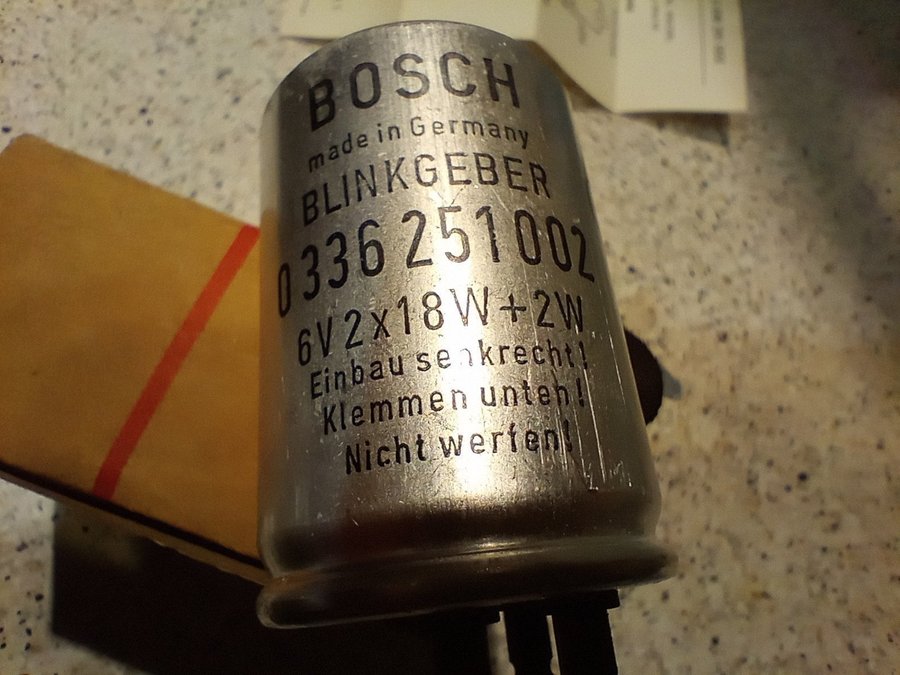 BOSCH
made in Germany
BLINKGEBER
0 336 251 002
6V 2x18W+2W
Einbau senkrecht!
Klemmen unten!
Nicht werfen!